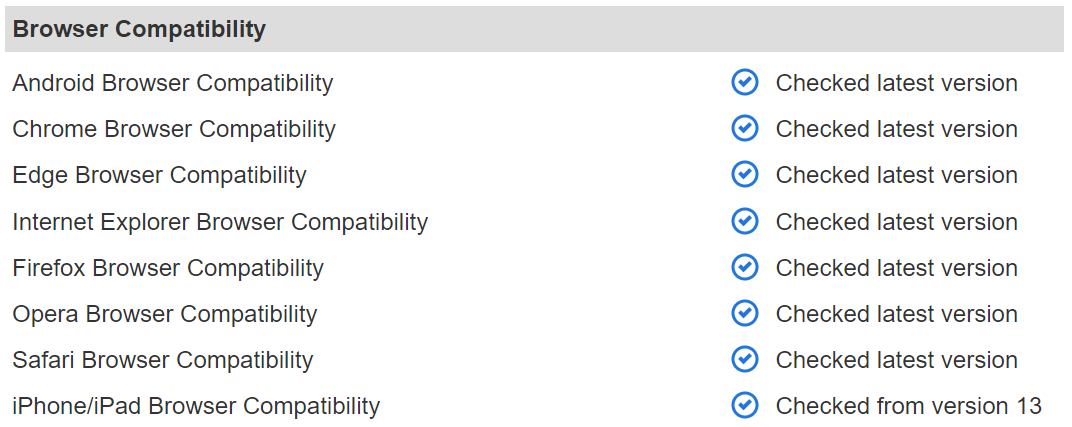 Browser Compatibility
Android Browser Compatibility Checked latest version
Chrome Browser Compatibility Checked latest version
Edge Browser Compatibility Checked latest version
Internet Explorer Browser Compatibility Checked latest version
Firefox Browser Compatibility Checked latest version
Opera Browser Compatibility Checked latest version
Safari Browser Compatibility Checked latest version
iPhone/iPad Browser Compatibility Checked from version 13